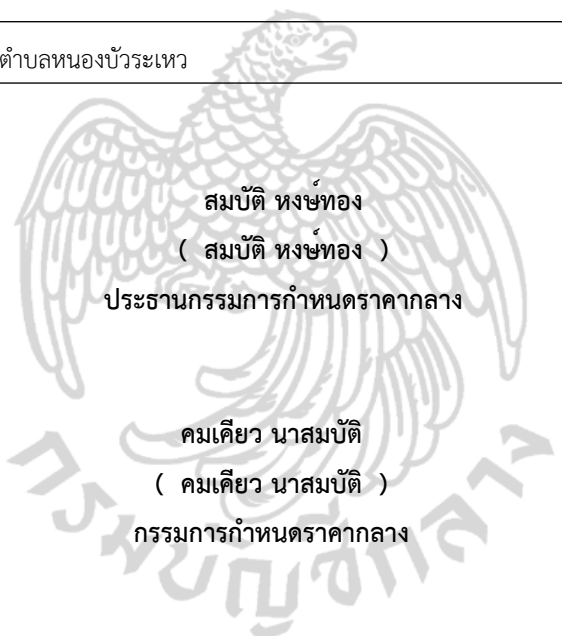 ตำบลหนองบัวระเหว
สมบัติ หงษ์ทอง
( สมบัติ หงษ์ทอง )
ประธานกรรมการกำหนดราคากลาง
คมเคียว นาสมบัติ
( คมเคียว นาสมบัติ )
กรรมการกำหนดราคากลาง
กรมบัญชีกลาง